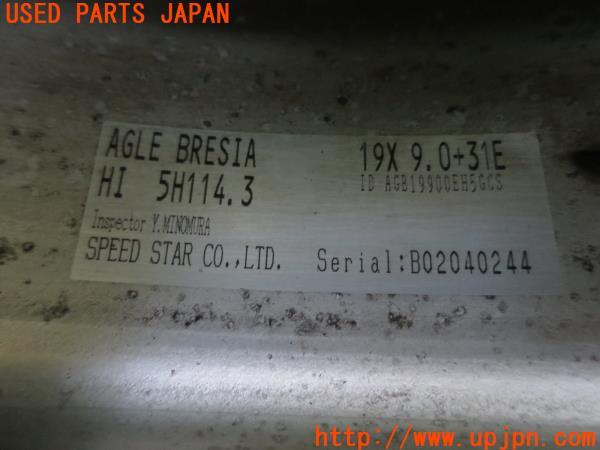 USED PARTS JAPAN
AGLE BRESIA 19X 9.0+31E
HI 5H114.3 ID AGB19900EH5GCS
Inspector Y.MINOMURA
SPEED STAR CO.,LTD. Serial:B02040244
http://www.upjpn.com/